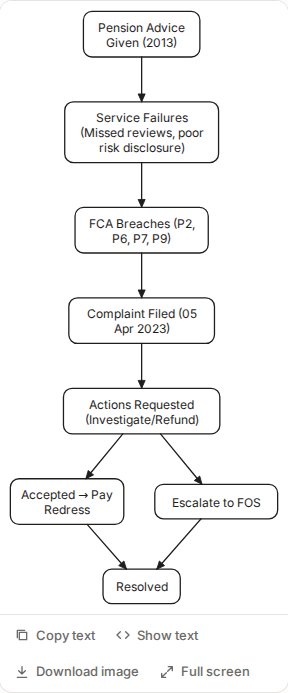 Pension Advice
Given (2013)
Service Failures
(Missed reviews, poor
risk disclosure)
FCA Breaches (P2,
P6, P7, P9)
Complaint Filed (05
Apr 2023)
Actions Requested
(Investigate/Refund)
Accepted → Pay
Redress
Escalate to FOS
Resolved
Copy text
Show text
Download image
Full screen